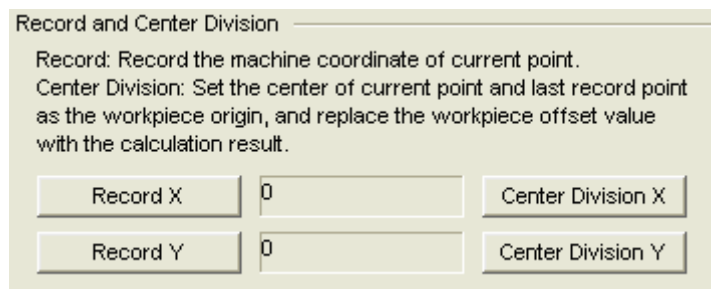 Record and Center Division
Record: Record the machine coordinate of current point.
Center Division: Set the center of current point and last record point
as the workpiece origin, and replace the workpiece offset value
with the calculation result.
Record X 0 Center Division X
Record Y 0 Center Division Y